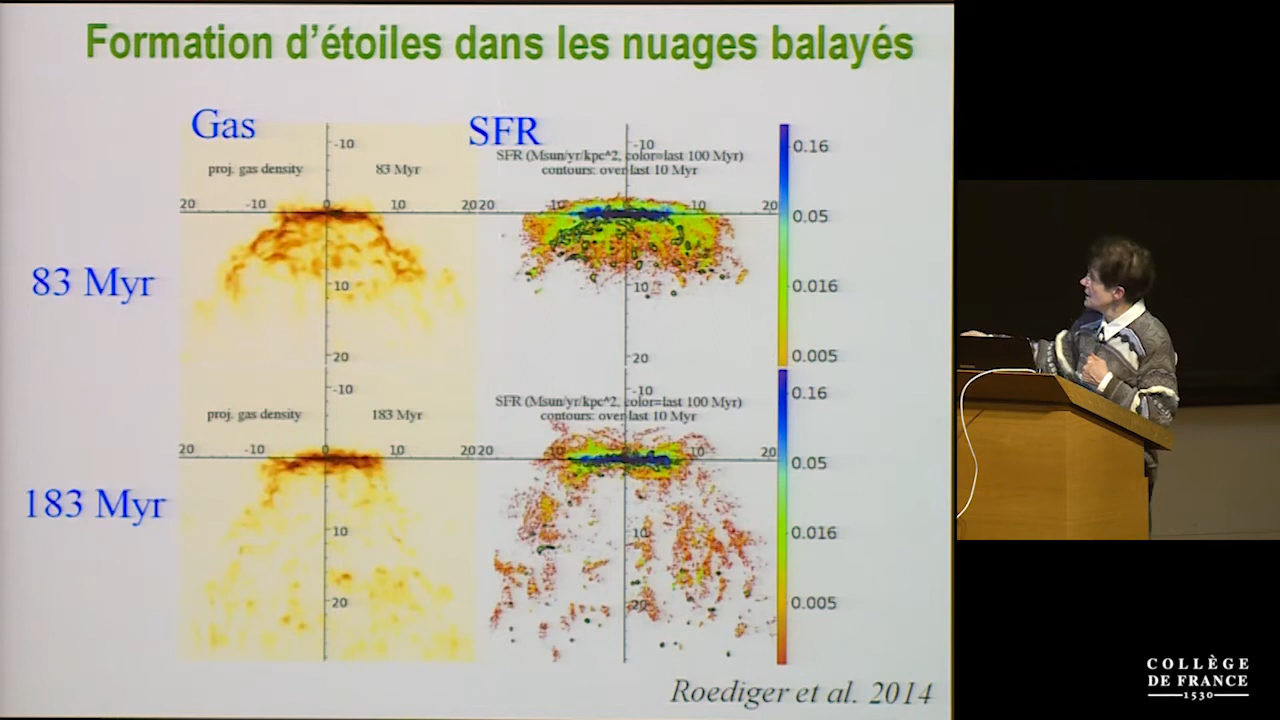 Formation d'étoiles dans les nuages balayés
Gas
SFR
-10
proj. gas density
83 Myr
20
-10
0
10
20
10
20
-10
SFR (Msun/yr/kpc^2, color=last 100 Myr)
contours: over last 10 Myr
20
-10
0
10
20
10
20
0.16
0.05
0.016
0.005
83 Myr
-10
proj. gas density
183 Myr
20
-10
0
10
20
10
20
-10
SFR (Msun/yr/kpc^2, color=last 100 Myr)
contours: over last 10 Myr
20
-10
0
10
20
10
20
0.16
0.05
0.016
0.005
183 Myr
Roediger et al. 2014
COLLÈGE
DE FRANCE
1530